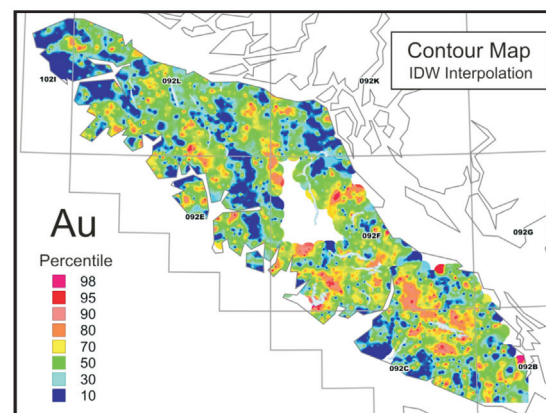 Contour Map
IDW Interpolation
102I
092L
092K
092E
092F
092G
092C
092B
Au
Percentile
98
95
90
80
70
50
30
10